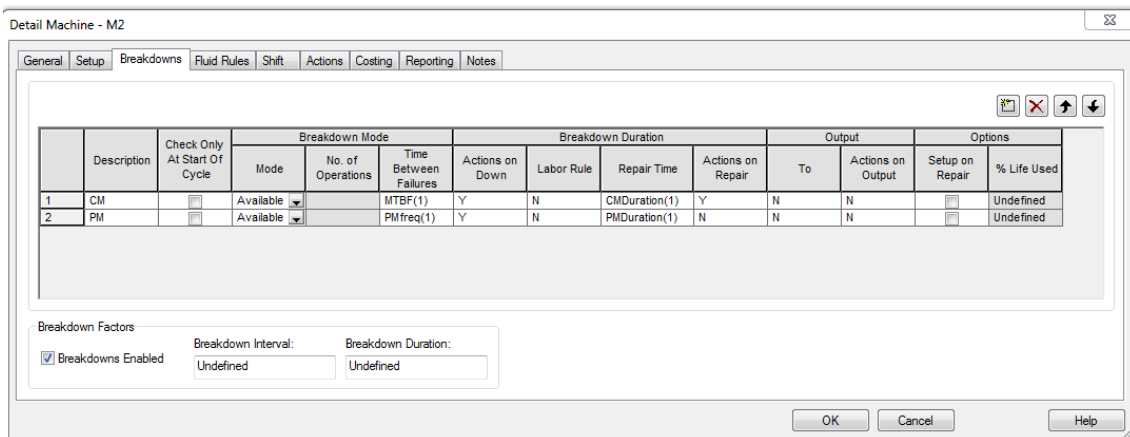 Detail Machine - M2
General Setup Breakdowns Fluid Rules Shift Actions Costing Reporting Notes
Breakdown Mode Breakdown Duration Output Options
Description Check Only At Start Of Cycle Mode No. of Operations Time Between Failures Actions on Down Labor Rule Repair Time Actions on Repair To Actions on Output Setup on Repair % Life Used
1 CM Available MTBF(1) Y N CMDuration(1) Y N N Undefined
2 PM Available PMfreq(1) Y N PMDuration(1) N N N Undefined
Breakdown Factors
Breakdowns Enabled
Breakdown Interval: Breakdown Duration:
Undefined Undefined
OK Cancel Help